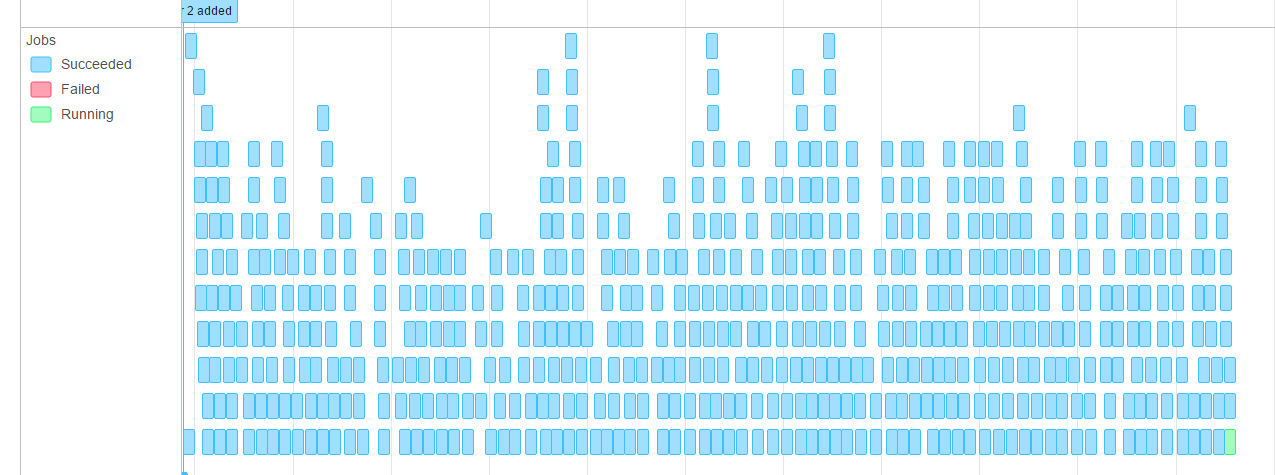 r 2 added
Jobs
Succeeded
Failed
Running